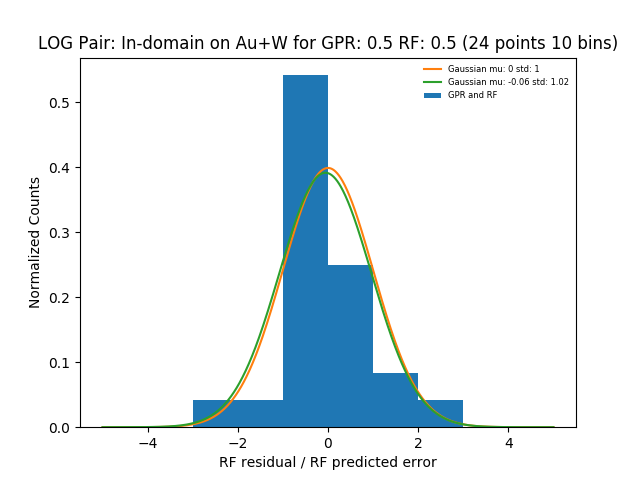 LOG Pair: In-domain on Au+W for GPR: 0.5 RF: 0.5 (24 points 10 bins)
Gaussian mu: 0 std: 1
Gaussian mu: -0.06 std: 1.02
GPR and RF
Normalized Counts
0.5
0.4
0.3
0.2
0.1
0.0
−4 −2 0 2 4
RF residual / RF predicted error